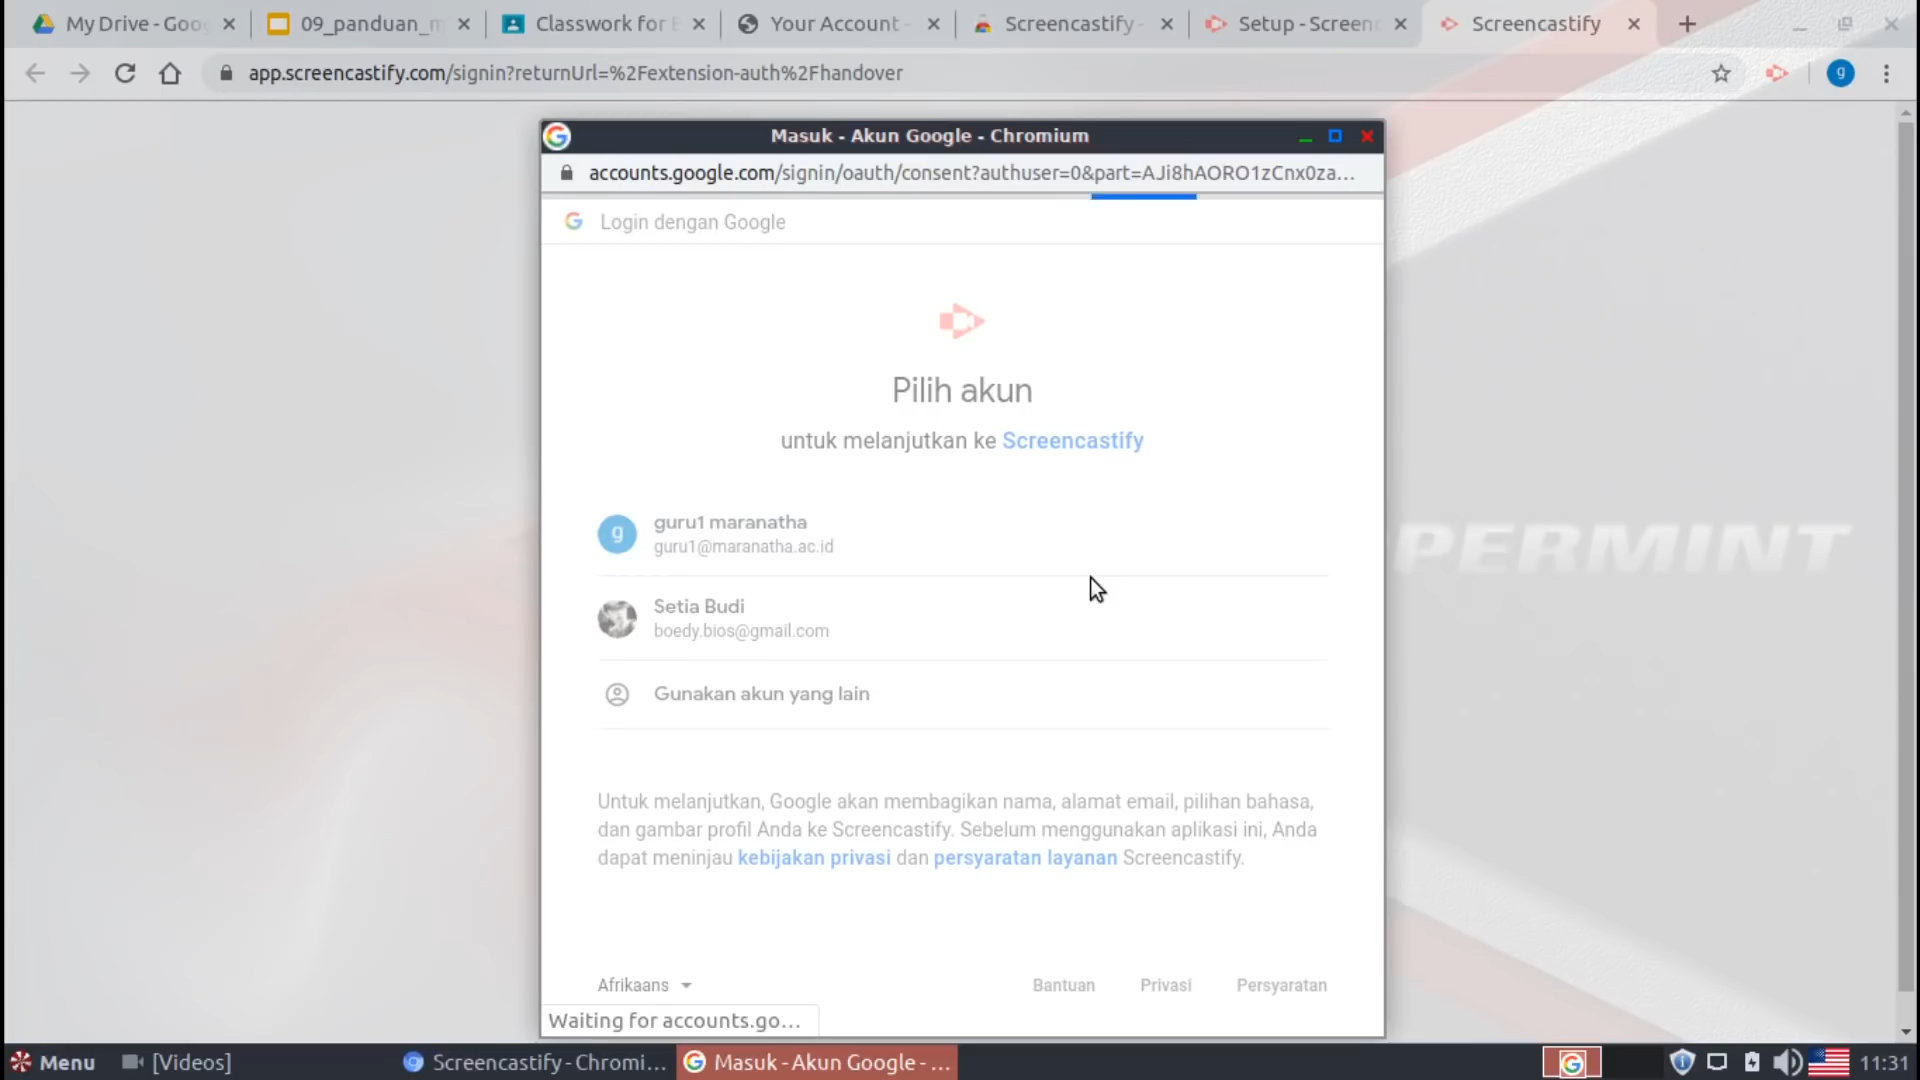 My Drive - Goog
09_panduan_m
Classwork for E
Your Account -
Screencastify -
Setup - Screenc
Screencastify
app.screencastify.com/signin?returnUrl=%2Fextension-auth%2Fhandover
g
Masuk - Akun Google - Chromium
accounts.google.com/signin/oauth/consent?authuser=0&part=AJi8hAORO1zCnx0za...
Login dengan Google
Pilih akun
untuk melanjutkan ke Screencastify
g
guru1 maranatha
guru1@maranatha.ac.id
Setia Budi
boedy.bios@gmail.com
Gunakan akun yang lain
Untuk melanjutkan, Google akan membagikan nama, alamat email, pilihan bahasa,
dan gambar profil Anda ke Screencastify. Sebelum menggunakan aplikasi ini, Anda
dapat meninjau kebijakan privasi dan persyaratan layanan Screencastify.
Afrikaans
Bantuan
Privasi
Persyaratan
Waiting for accounts.go...
PERMINT
Menu
[Videos]
Screencastify - Chromi...
Masuk - Akun Google - ...
11:31